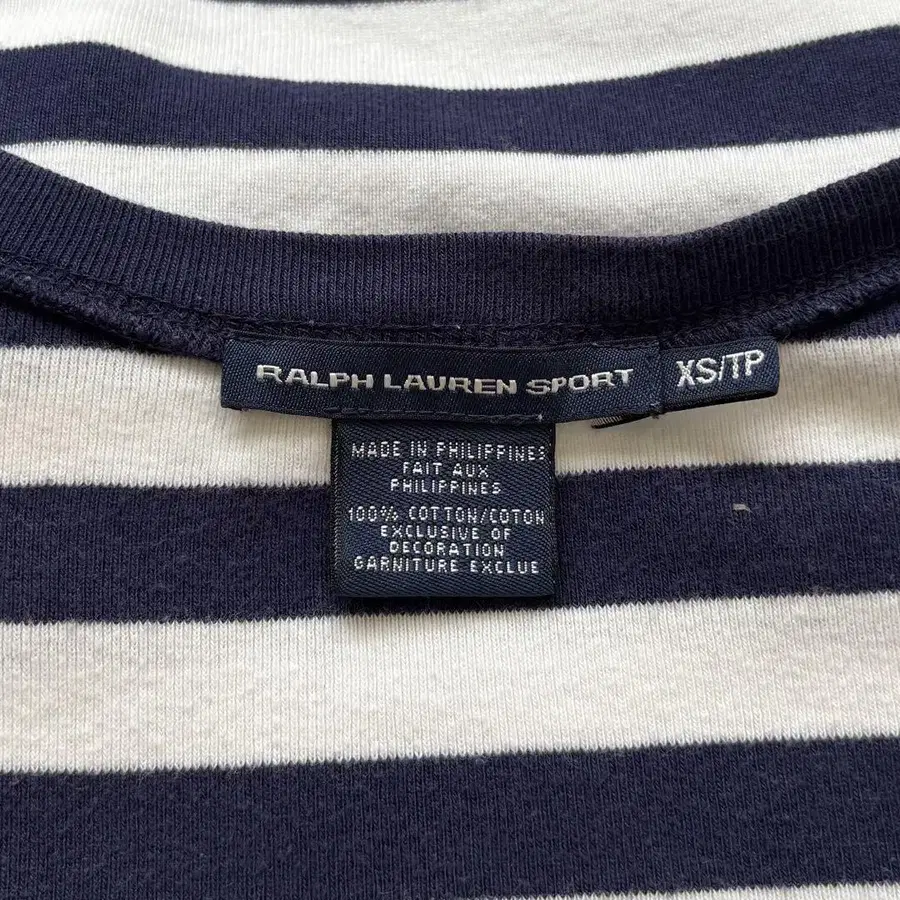 RALPH LAUREN SPORT XS/TP
MADE IN PHILIPPINES
FAIT AUX
PHILIPPINES
100% COTTON/COTON
EXCLUSIVE OF
DECORATION
GARNITURE EXCLUE